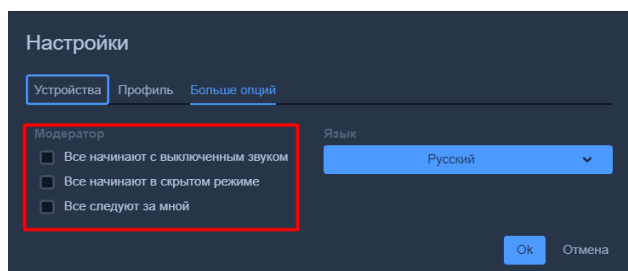 Настройки
Устройства Профиль Больше опций
Модератор
Все начинают с выключенным звуком
Все начинают в скрытом режиме
Все следуют за мной
Язык
Русский
Ok Отмена